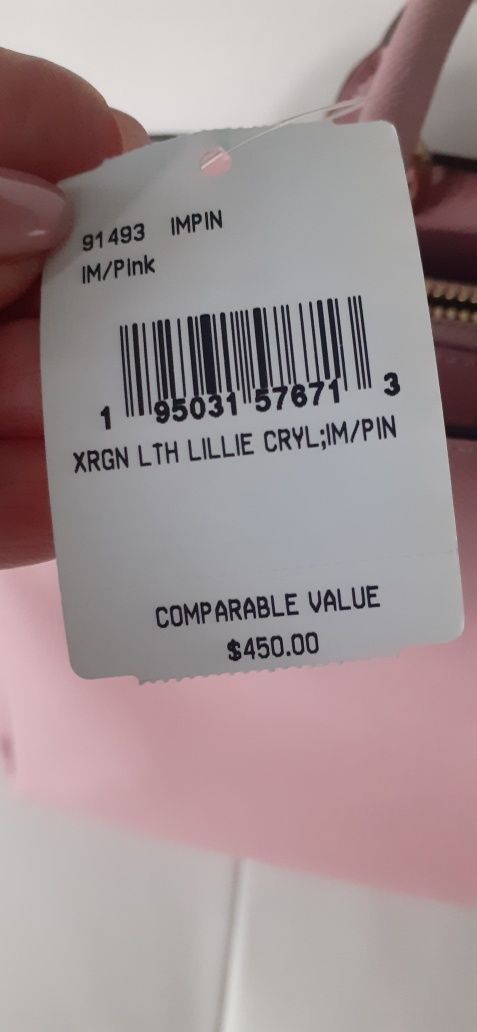 91493 IMPIN
IM/Pink
1 95031 57671 3
XRGN LTH LILLIE CRYL;IM/PIN
COMPARABLE VALUE
$450.00